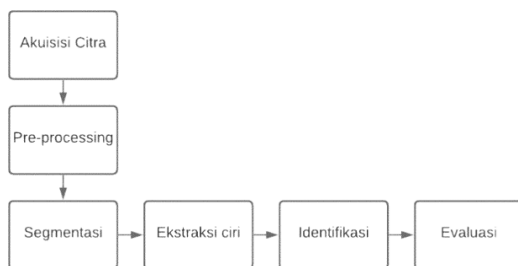 Akuisisi Citra
Pre-processing
Segmentasi
Ekstraksi ciri
Identifikasi
Evaluasi